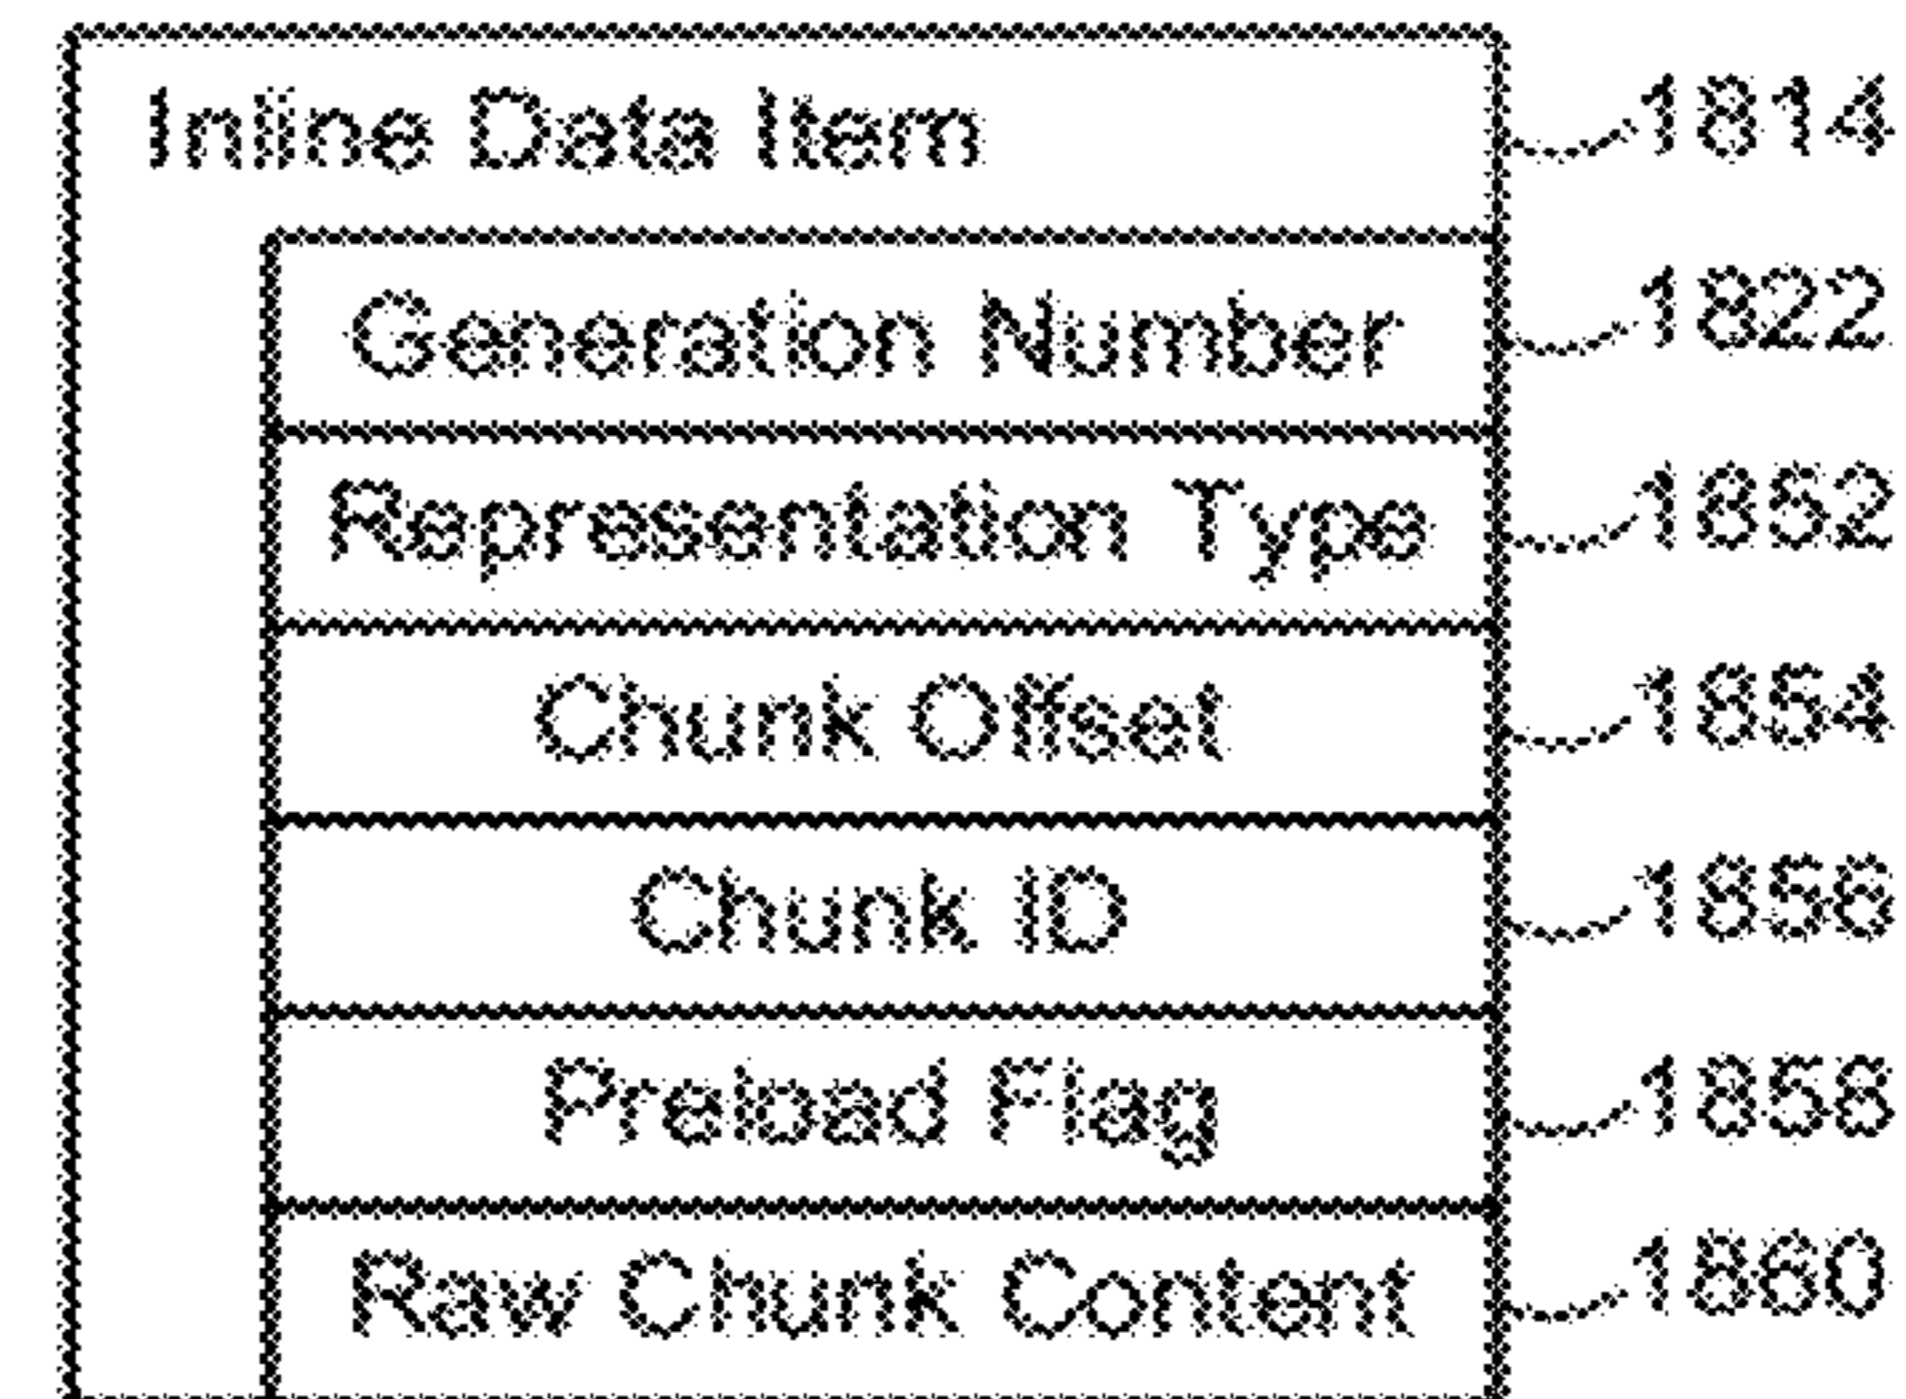 Inline Data Item 1814
Generation Number 1822
Representation Type 1852
Chunk Offset 1854
Chunk ID 1856
Preload Flag 1858
Raw Chunk Content 1860